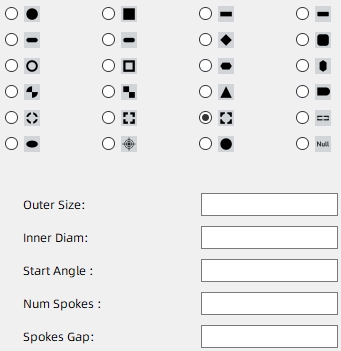 Null
Outer Size:
Inner Diam:
Start Angle :
Num Spokes :
Spokes Gap: